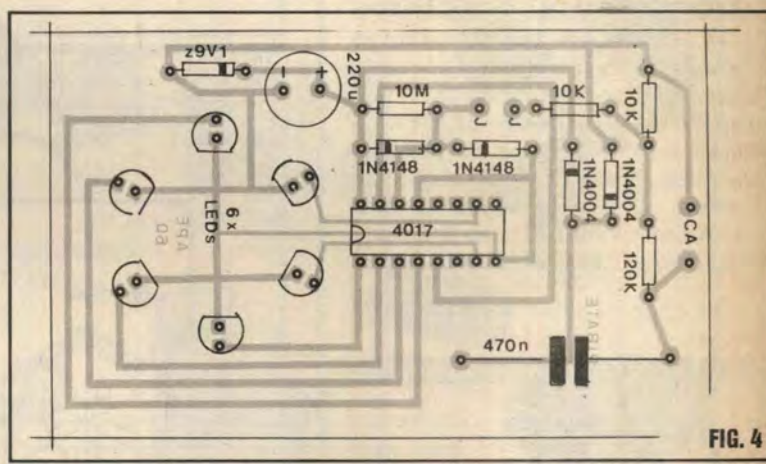 z9V1
- +
220u
10M
10K
10K
J J
1N4148
1N4148
1N4004
1N4004
6 x
LEDs
4017
CA
120K
470n
FIG. 4